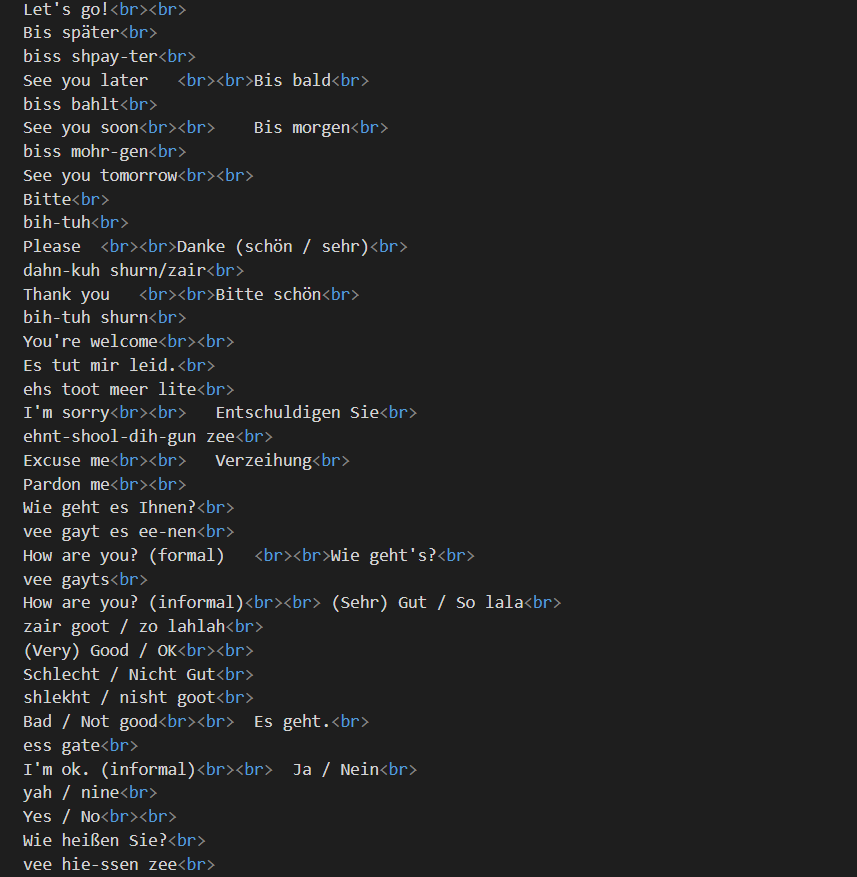 Let's go!<br><br>
Bis später<br>
biss shpay-ter<br>
See you later   <br><br>Bis bald<br>
biss bahlt<br>
See you soon<br><br>    Bis morgen<br>
biss mohr-gen<br>
See you tomorrow<br><br>
Bitte<br>
bih-tuh<br>
Please  <br><br>Danke (schön / sehr)<br>
dahn-kuh shurn/zair<br>
Thank you   <br><br>Bitte schön<br>
bih-tuh shurn<br>
You're welcome<br><br>
Es tut mir leid.<br>
ehs toot meer lite<br>
I'm sorry<br><br>   Entschuldigen Sie<br>
ehnt-shool-dih-gun zee<br>
Excuse me<br><br>   Verzeihung<br>
Pardon me<br><br>
Wie geht es Ihnen?<br>
vee gayt es ee-nen<br>
How are you? (formal)   <br><br>Wie geht's?<br>
vee gayts<br>
How are you? (informal)<br><br> (Sehr) Gut / So lala<br>
zair goot / zo lahlah<br>
(Very) Good / OK<br><br>
Schlecht / Nicht Gut<br>
shlekht / nisht goot<br>
Bad / Not good<br><br>  Es geht.<br>
ess gate<br>
I'm ok. (informal)<br><br>  Ja / Nein<br>
yah / nine<br>
Yes / No<br><br>
Wie heißen Sie?<br>
vee hie-ssen zee<br>